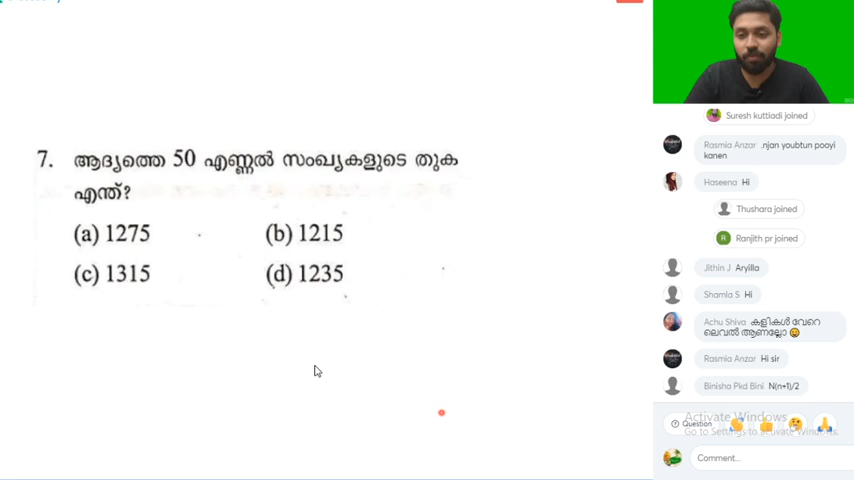 7. ആദ്യത്തെ 50 എണ്ണൽ സംഖ്യകളുടെ തുക
എന്ത്?
(a) 1275 (b) 1215
(c) 1315 (d) 1235
Suresh kuttiadi joined
Rasmia Anzar .njan youbtun pooyi
kanen
Haseena Hi
Thushara joined
R Ranjith pr joined
Jithin J Aryilla
Shamla S Hi
Achu Shiva കളികൾ വേറെ
ലെവൽ ആണല്ലോ 😀
Rasmia Anzar Hi sir
Binisha Pkd Bini N(n+1)/2
Activate Windows
Question
Go to Settings to activate Windows.
Comment...